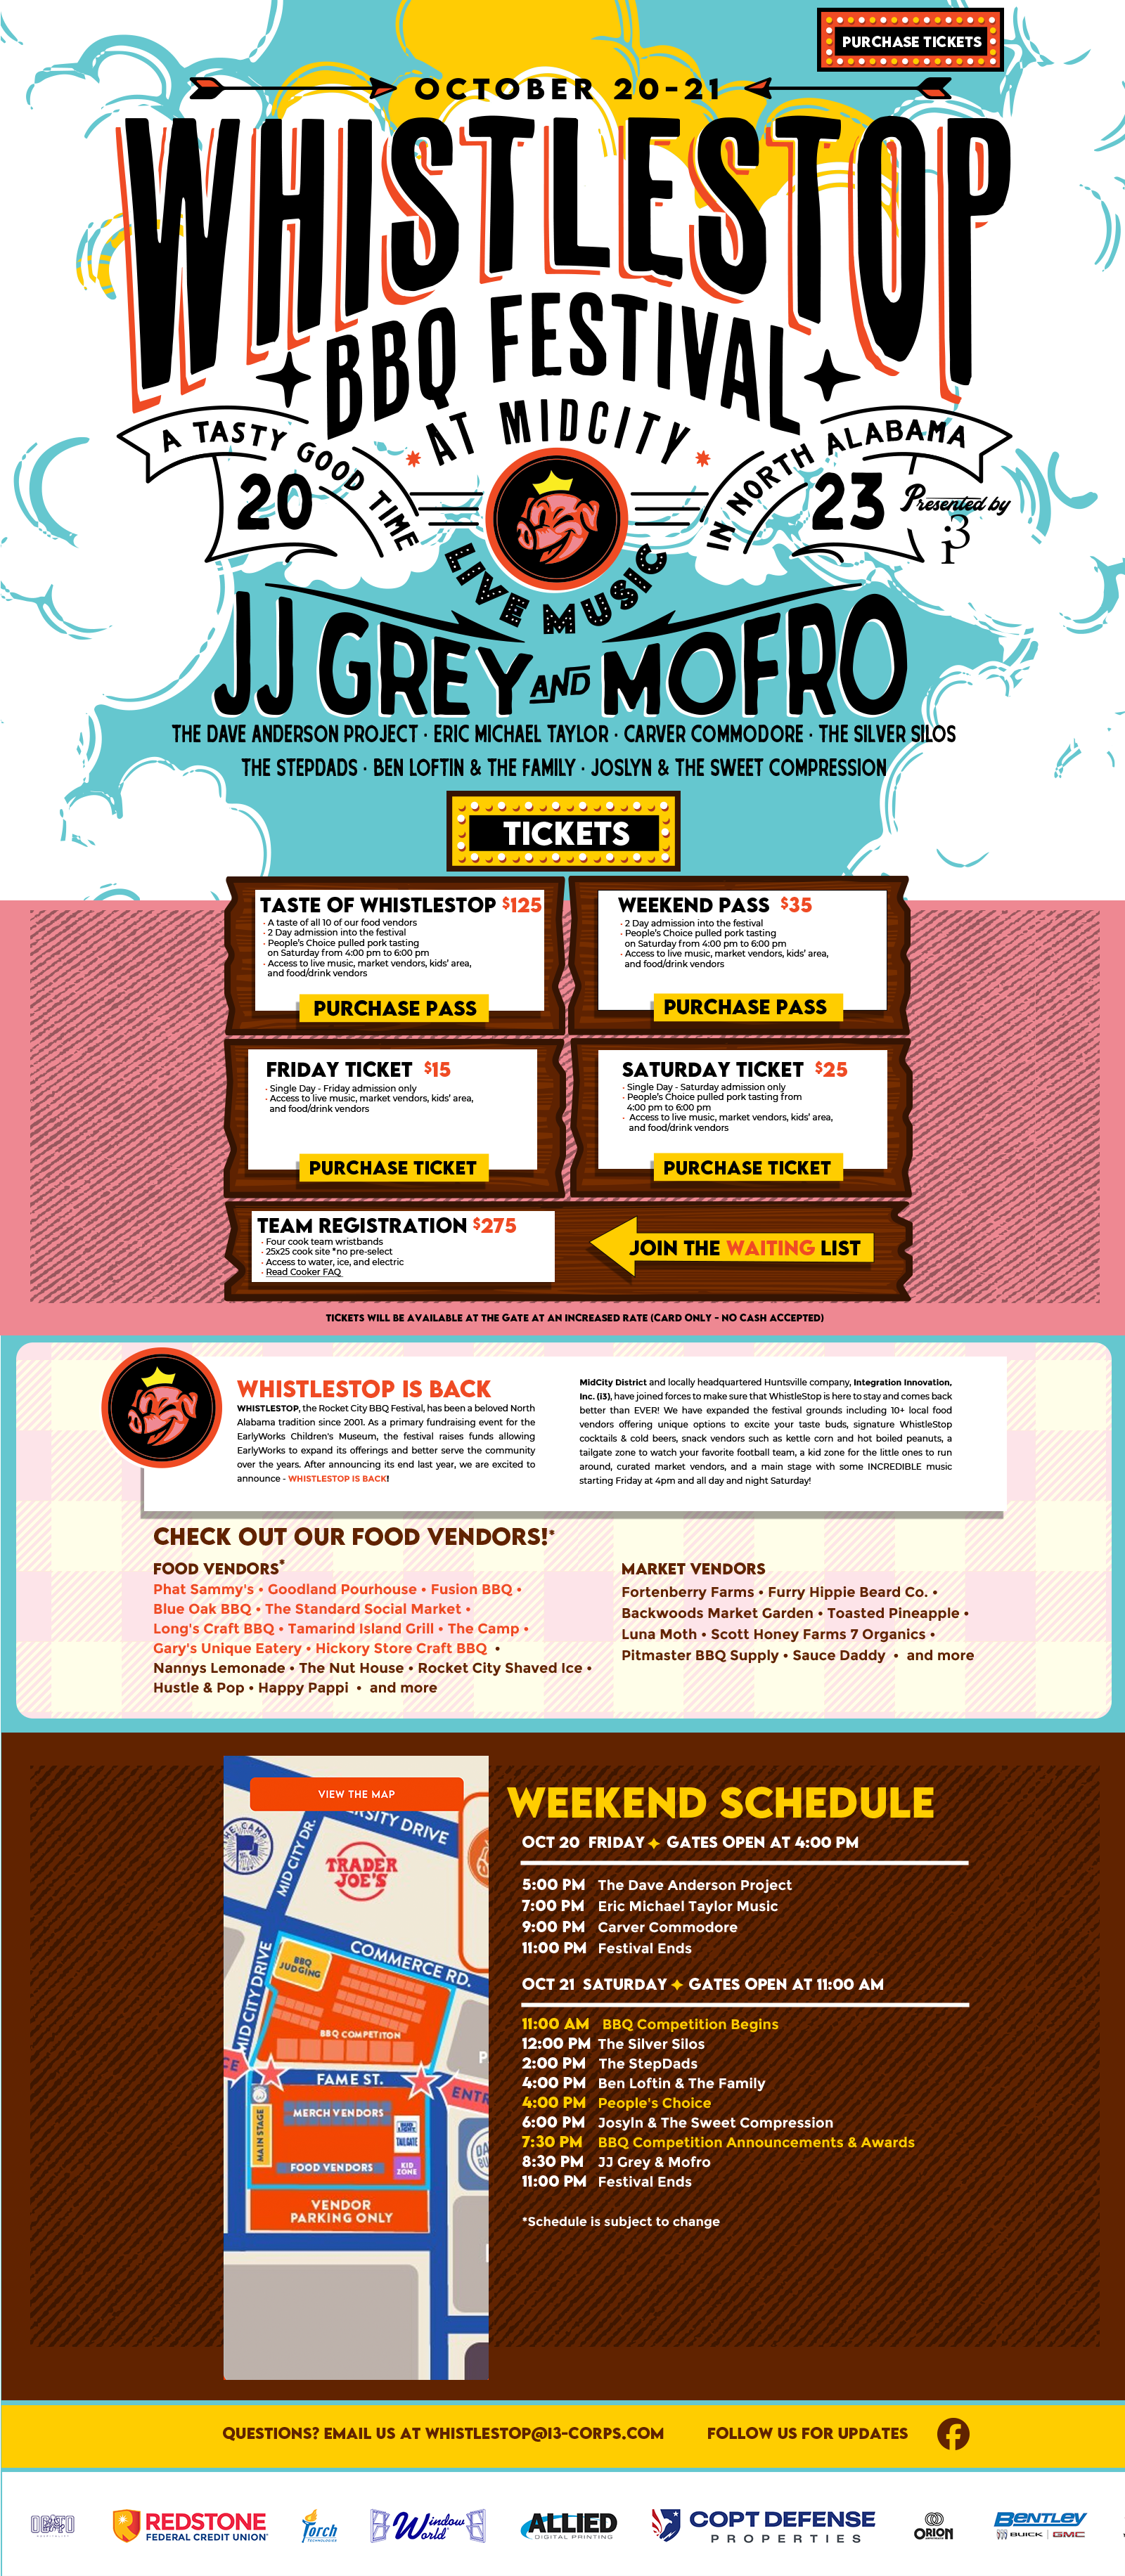 PURCHASE TICKETS
OCTOBER 20-21
WHISTLESTOP
BBQ FESTIVAL
AT MIDCITY
A TASTY GOOD TIME
IN NORTH ALABAMA
20
23
Presented by
i3
LIVE MUSIC
JJ GREY AND MOFRO
THE DAVE ANDERSON PROJECT · ERIC MICHAEL TAYLOR · CARVER COMMODORE · THE SILVER SILOS
THE STEPDADS · BEN LOFTIN & THE FAMILY · JOSLYN & THE SWEET COMPRESSION
TICKETS
TASTE OF WHISTLESTOP $125
· A taste of all 10 of our food vendors
· 2 Day admission into the festival
· People's Choice pulled pork tasting
on Saturday from 4:00 pm to 6:00 pm
· Access to live music, market vendors, kids' area,
and food/drink vendors
PURCHASE PASS
WEEKEND PASS $35
· 2 Day admission into the festival
· People's Choice pulled pork tasting
on Saturday from 4:00 pm to 6:00 pm
· Access to live music, market vendors, kids' area,
and food/drink vendors
PURCHASE PASS
FRIDAY TICKET $15
· Single Day - Friday admission only
· Access to live music, market vendors, kids' area,
and food/drink vendors
PURCHASE TICKET
SATURDAY TICKET $25
· Single Day - Saturday admission only
· People's Choice pulled pork tasting from
4:00 pm to 6:00 pm
· Access to live music, market vendors, kids' area,
and food/drink vendors
PURCHASE TICKET
TEAM REGISTRATION $275
· Four cook team wristbands
· 25x25 cook site *no pre-select
· Access to water, ice, and electric
· Read Cooker FAQ
JOIN THE WAITING LIST
TICKETS WILL BE AVAILABLE AT THE GATE AT AN INCREASED RATE (CARD ONLY - NO CASH ACCEPTED)
WHISTLESTOP IS BACK
WHISTLESTOP, the Rocket City BBQ Festival, has been a beloved North
Alabama tradition since 2001. As a primary fundraising event for the
EarlyWorks Children's Museum, the festival raises funds allowing
EarlyWorks to expand its offerings and better serve the community
over the years. After announcing its end last year, we are excited to
announce - WHISTLESTOP IS BACK!
MidCity District and locally headquartered Huntsville company, Integration Innovation,
Inc. (i3), have joined forces to make sure that WhistleStop is here to stay and comes back
better than EVER! We have expanded the festival grounds including 10+ local food
vendors offering unique options to excite your taste buds, signature WhistleStop
cocktails & cold beers, snack vendors such as kettle corn and hot boiled peanuts, a
tailgate zone to watch your favorite football team, a kid zone for the little ones to run
around, curated market vendors, and a main stage with some INCREDIBLE music
starting Friday at 4pm and all day and night Saturday!
CHECK OUT OUR FOOD VENDORS!*
FOOD VENDORS*
Phat Sammy's • Goodland Pourhouse • Fusion BBQ •
Blue Oak BBQ • The Standard Social Market •
Long's Craft BBQ • Tamarind Island Grill • The Camp •
Gary's Unique Eatery • Hickory Store Craft BBQ •
Nannys Lemonade • The Nut House • Rocket City Shaved Ice •
Hustle & Pop • Happy Pappi • and more
MARKET VENDORS
Fortenberry Farms • Furry Hippie Beard Co. •
Backwoods Market Garden • Toasted Pineapple •
Luna Moth • Scott Honey Farms 7 Organics •
Pitmaster BBQ Supply • Sauce Daddy • and more
VIEW THE MAP
RSITY DRIVE
THE CAMP
MID CITY DR.
TRADER
JOE'S
COMMERCE RD.
BBQ
JUDGING
MID CITY DRIVE
BBQ COMPETITON
CE
FAME ST.
ENTR
MERCH VENDORS
MAIN STAGE
BUD LIGHT
TAILGATE
FOOD VENDORS
KID
ZONE
VENDOR
PARKING ONLY
WEEKEND SCHEDULE
OCT 20 FRIDAY GATES OPEN AT 4:00 PM
5:00 PM The Dave Anderson Project
7:00 PM Eric Michael Taylor Music
9:00 PM Carver Commodore
11:00 PM Festival Ends
OCT 21 SATURDAY GATES OPEN AT 11:00 AM
11:00 AM BBQ Competition Begins
12:00 PM The Silver Silos
2:00 PM The StepDads
4:00 PM Ben Loftin & The Family
4:00 PM People's Choice
6:00 PM Josyln & The Sweet Compression
7:30 PM BBQ Competition Announcements & Awards
8:30 PM JJ Grey & Mofro
11:00 PM Festival Ends
*Schedule is subject to change
QUESTIONS? EMAIL US AT WHISTLESTOP@I3-CORPS.COM
FOLLOW US FOR UPDATES
REDSTONE
FEDERAL CREDIT UNION
Torch
TECHNOLOGIES
Window World
ALLIED
DIGITAL PRINTING
COPT DEFENSE
PROPERTIES
ORION
BENTLEY
BUICK | GMC